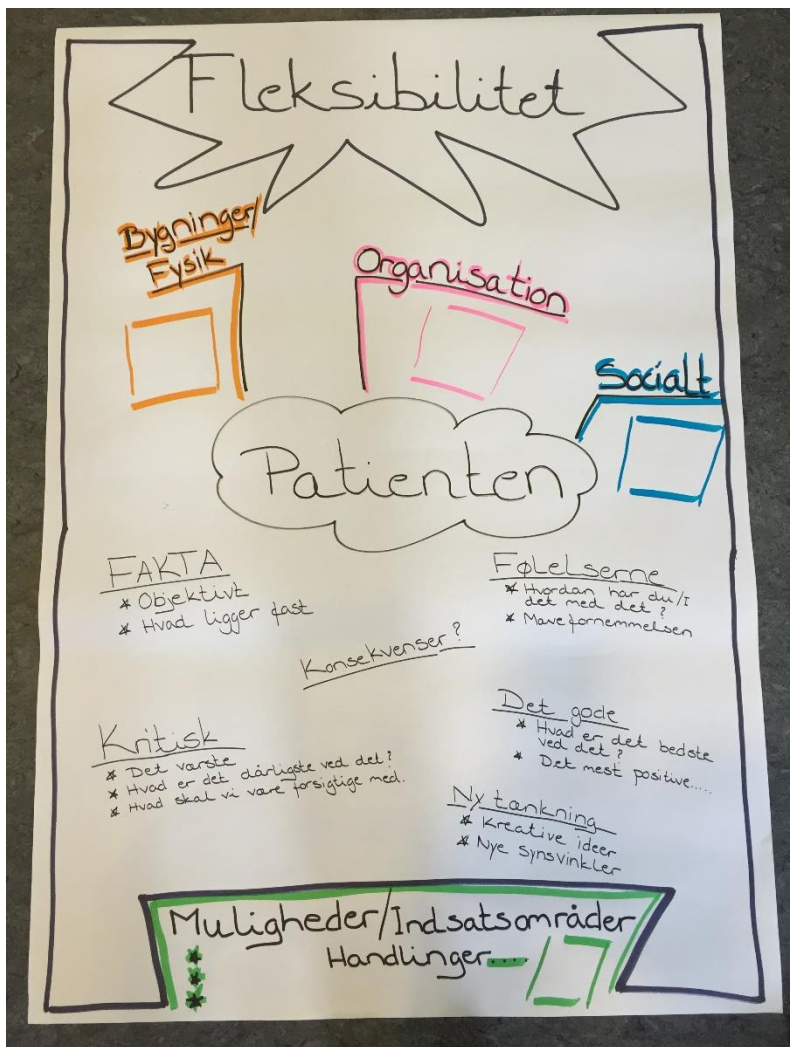 Fleksibilitet
Bygninger/
Fysik
Organisation
Socialt
Patienten
FAKTA
* Objektivt
* Hvad ligger fast
Følelserne
* Hvordan har du/I
det med det?
* Mavefornemmelsen
Konsekvenser?
Kritisk
* Det værste
* Hvad er det dårligste ved det?
* Hvad skal vi være forsigtige med.
Det gode
* Hvad er det bedste
ved det?
* Det mest positive.....
Ny tænkning
* Kreative ideer
* Nye synsvinkler
Muligheder/Indsatsområder
Handlinger....
*
*
*